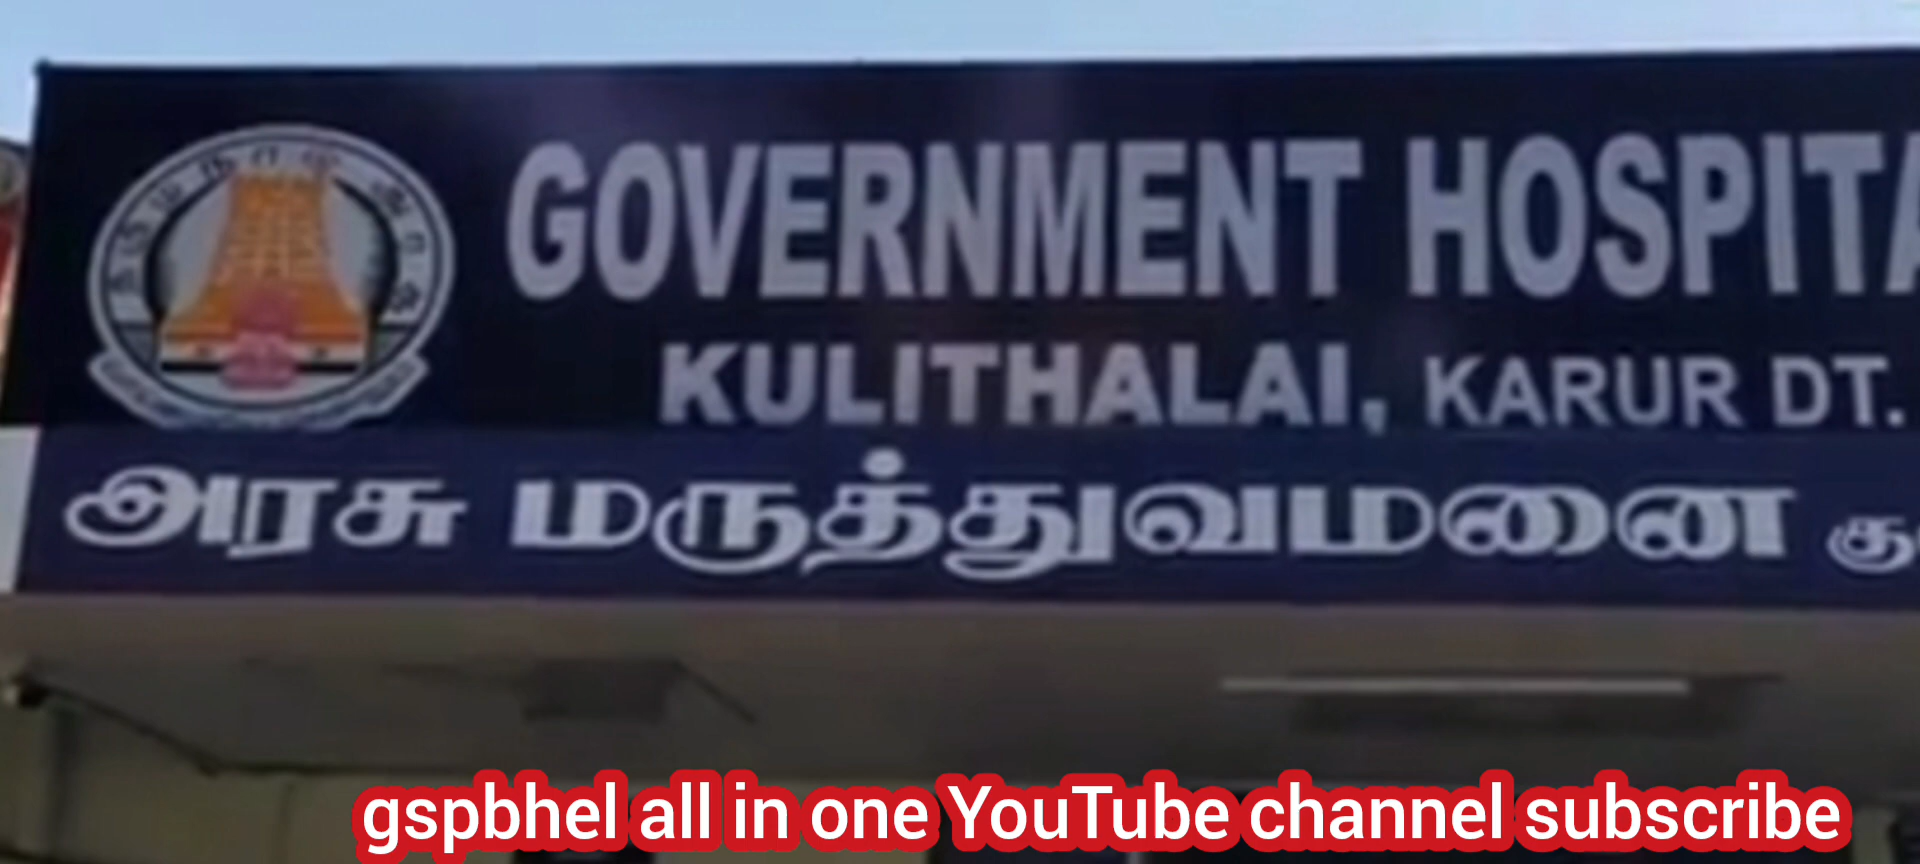 GOVERNMENT HOSPITA
KULITHALAI, KARUR DT.
அரசு மருத்துவமனை கு
gspbhel all in one YouTube channel subscribe